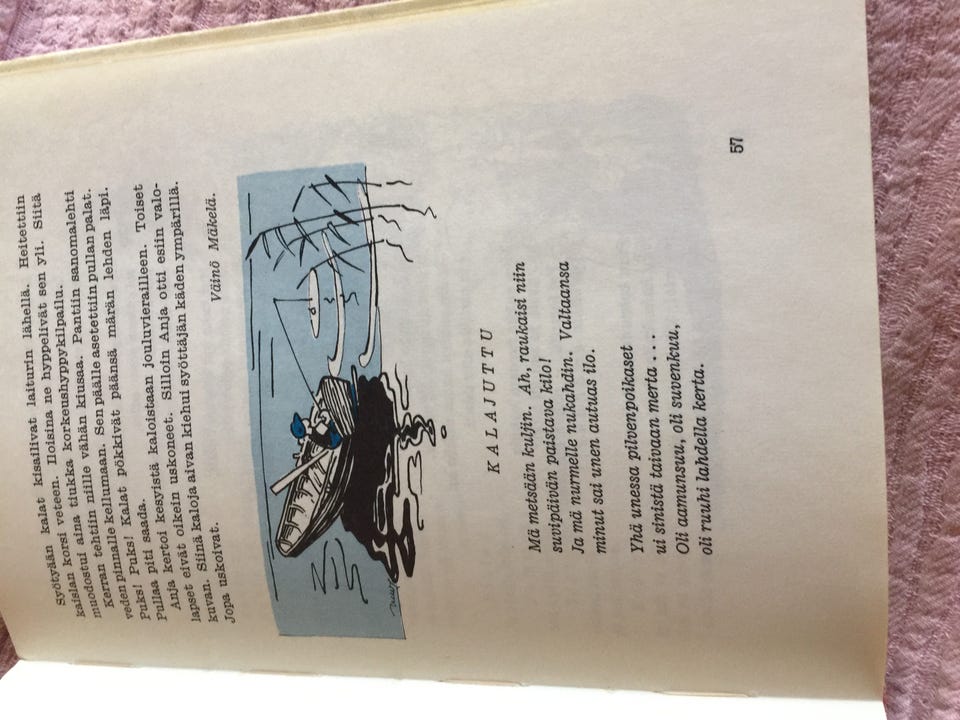 Syötyään kalat kisailivat laiturin lähellä. Heitettiin
kaislan korsi veteen. Iloisina ne hyppelivät sen yli. Siitä
muodostui aina tiukka korkeushyppykilpailu.
Kerran tehtiin niille vähän kiusaa. Pantiin sanomalehti
veden pinnalle kellumaan. Sen päälle asetettiin pullan palat.
Puks! Puks! Kalat pökkivät päänsä märän lehden läpi.
Pullaa piti saada.
Anja kertoi kesyistä kaloistaan jouluvierailleen. Toiset
lapset eivät oikein uskoneet. Silloin Anja otti esiin valo-
kuvan. Siinä kaloja aivan kiehui syöttäjän käden ympärillä.
Jopa uskoivat.
Väinö Mäkelä.
KALAJUTTU
Mä metsään kuljin. Ah, raukaisi niin
suvipäivän paistava kilo!
Ja mä nurmelle nukahdin. Valtaansa
minut sai unen autuas ilo.
Yhä unessa pilvenpoikaset
ui sinistä taivaan merta . . .
Oli aamunsuu, oli suvenkuu,
oli ruuhi lahdella kerta.
57